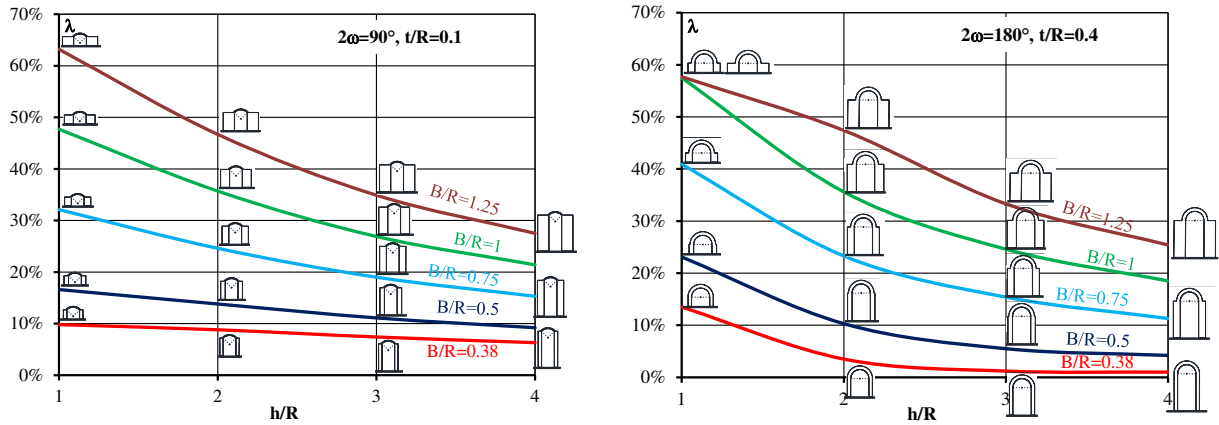 70%
60%
50%
40%
30%
20%
10%
0%
λ
2ω=90°, t/R=0.1
B/R=1.25
B/R=1
B/R=0.75
B/R=0.5
B/R=0.38
1
2
3
4
h/R
70%
60%
50%
40%
30%
20%
10%
0%
λ
2ω=180°, t/R=0.4
B/R=1.25
B/R=1
B/R=0.75
B/R=0.5
B/R=0.38
1
2
3
4
h/R